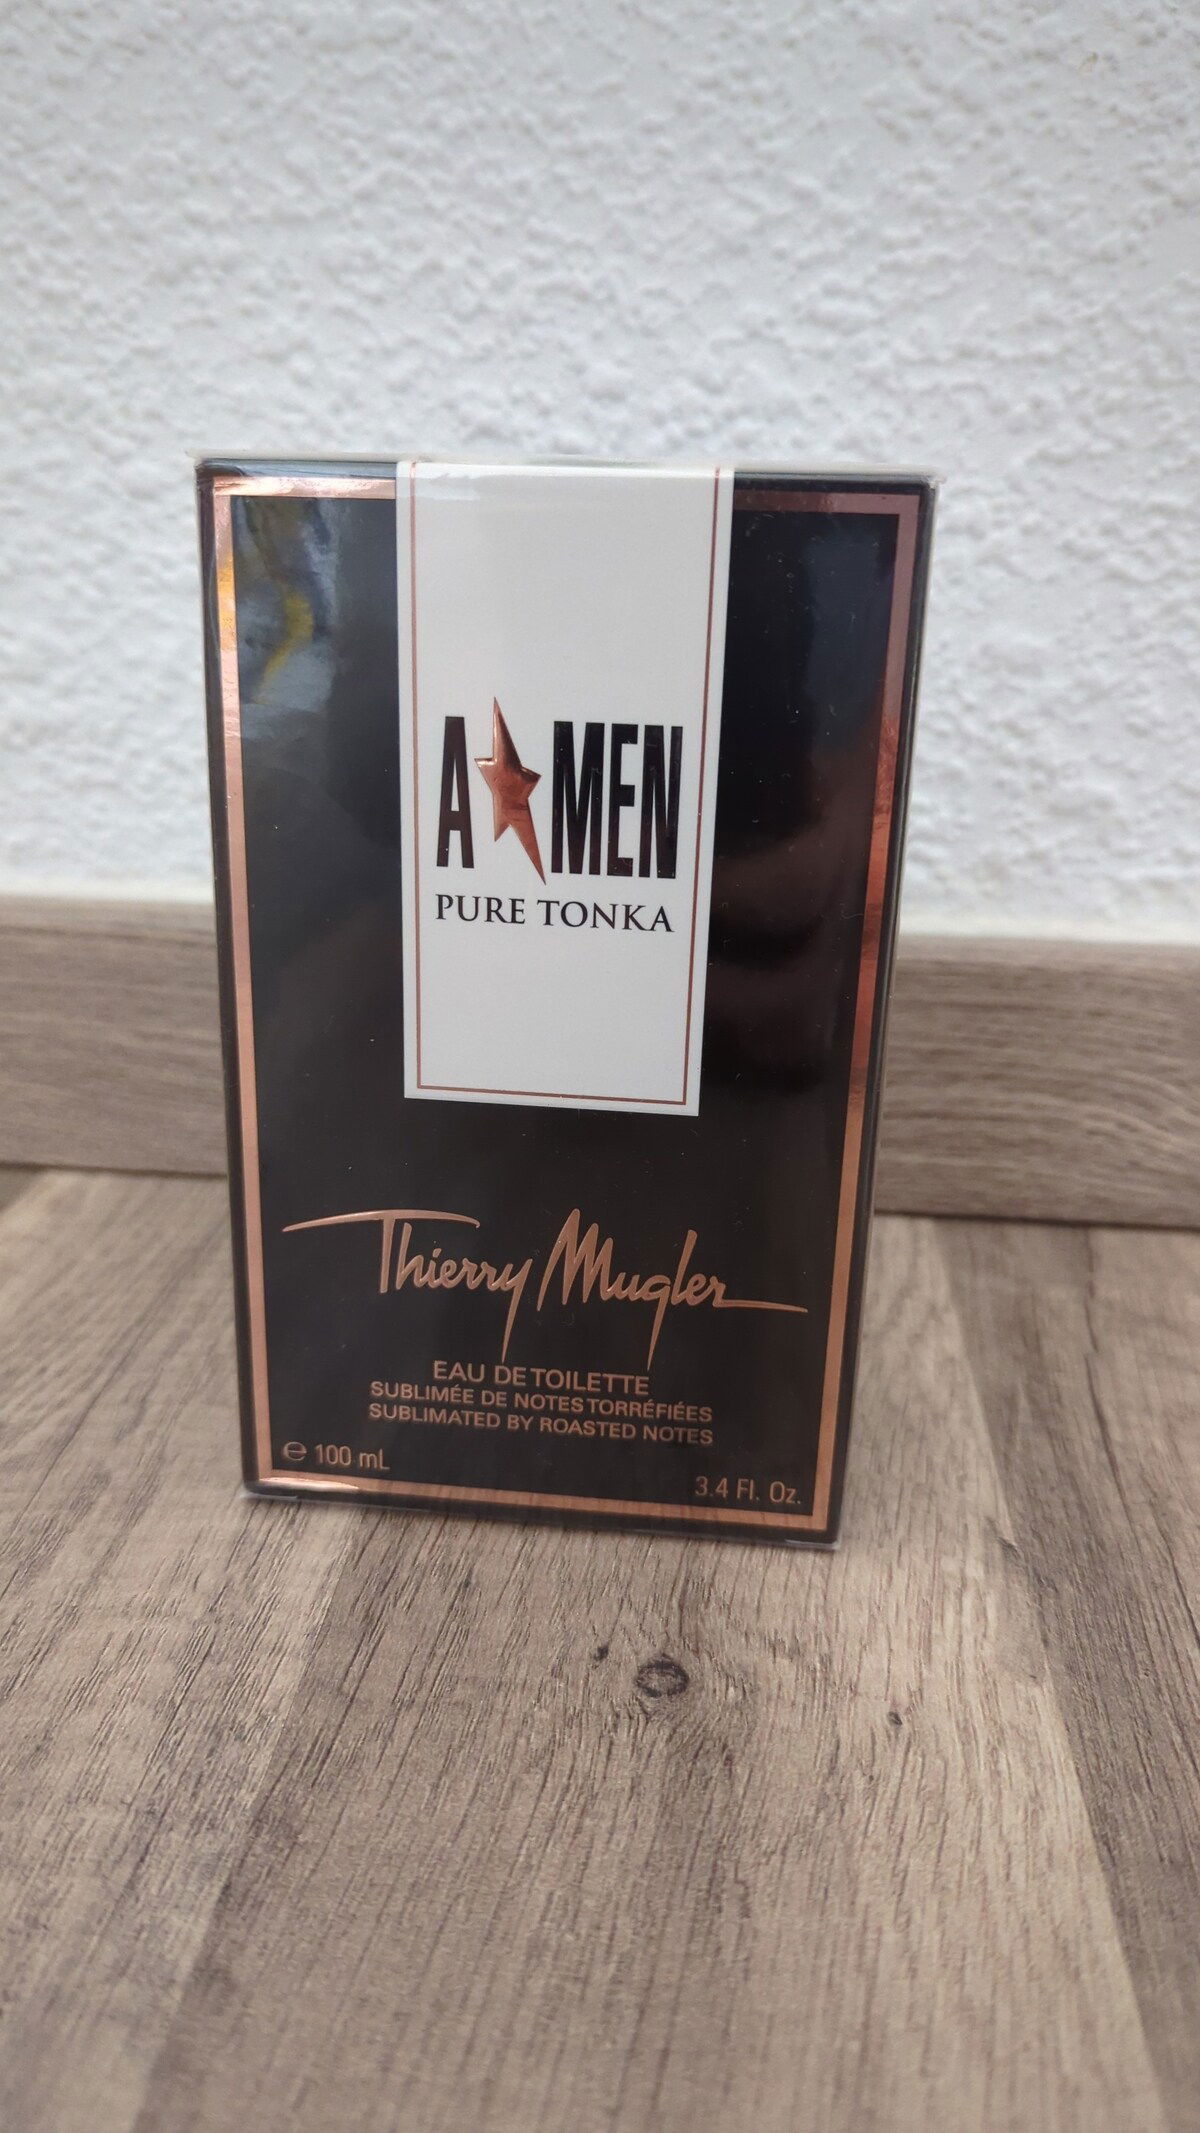 A★MEN
PURE TONKA
Thierry Mugler
EAU DE TOILETTE
SUBLIMÉE DE NOTES TORRÉFIÉES
SUBLIMATED BY ROASTED NOTES
℮ 100 mL
3.4 Fl. Oz.